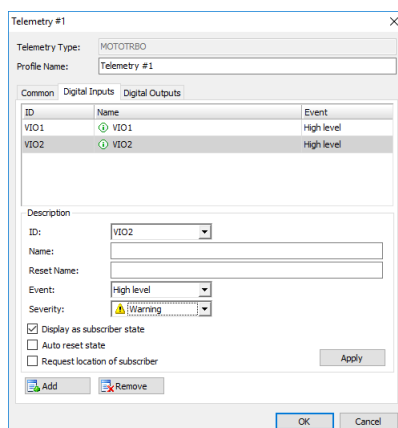 Telemetry #1
Telemetry Type: MOTOTRBO
Profile Name: Telemetry #1
Common Digital Inputs Digital Outputs
ID Name Event
VIO1 VIO1 High level
VIO2 VIO2 High level
Description
ID: VIO2
Name:
Reset Name:
Event: High level
Severity: Warning
Display as subscriber state
Auto reset state
Request location of subscriber
Apply
Add Remove
OK Cancel